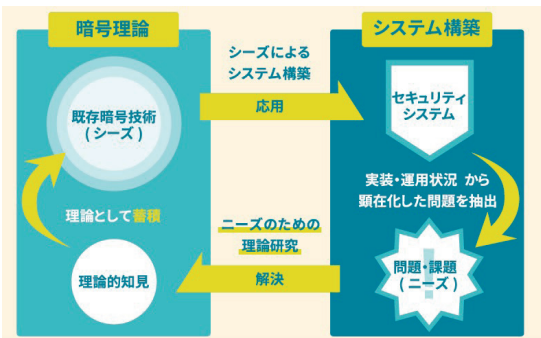 暗号理論
既存暗号技術
(シーズ)
理論として蓄積
理論的知見
シーズによる
システム構築
応用
ニーズのための
理論研究
解決
システム構築
セキュリティ
システム
実装・運用状況 から
顕在化した問題を抽出
問題・課題
(ニーズ)